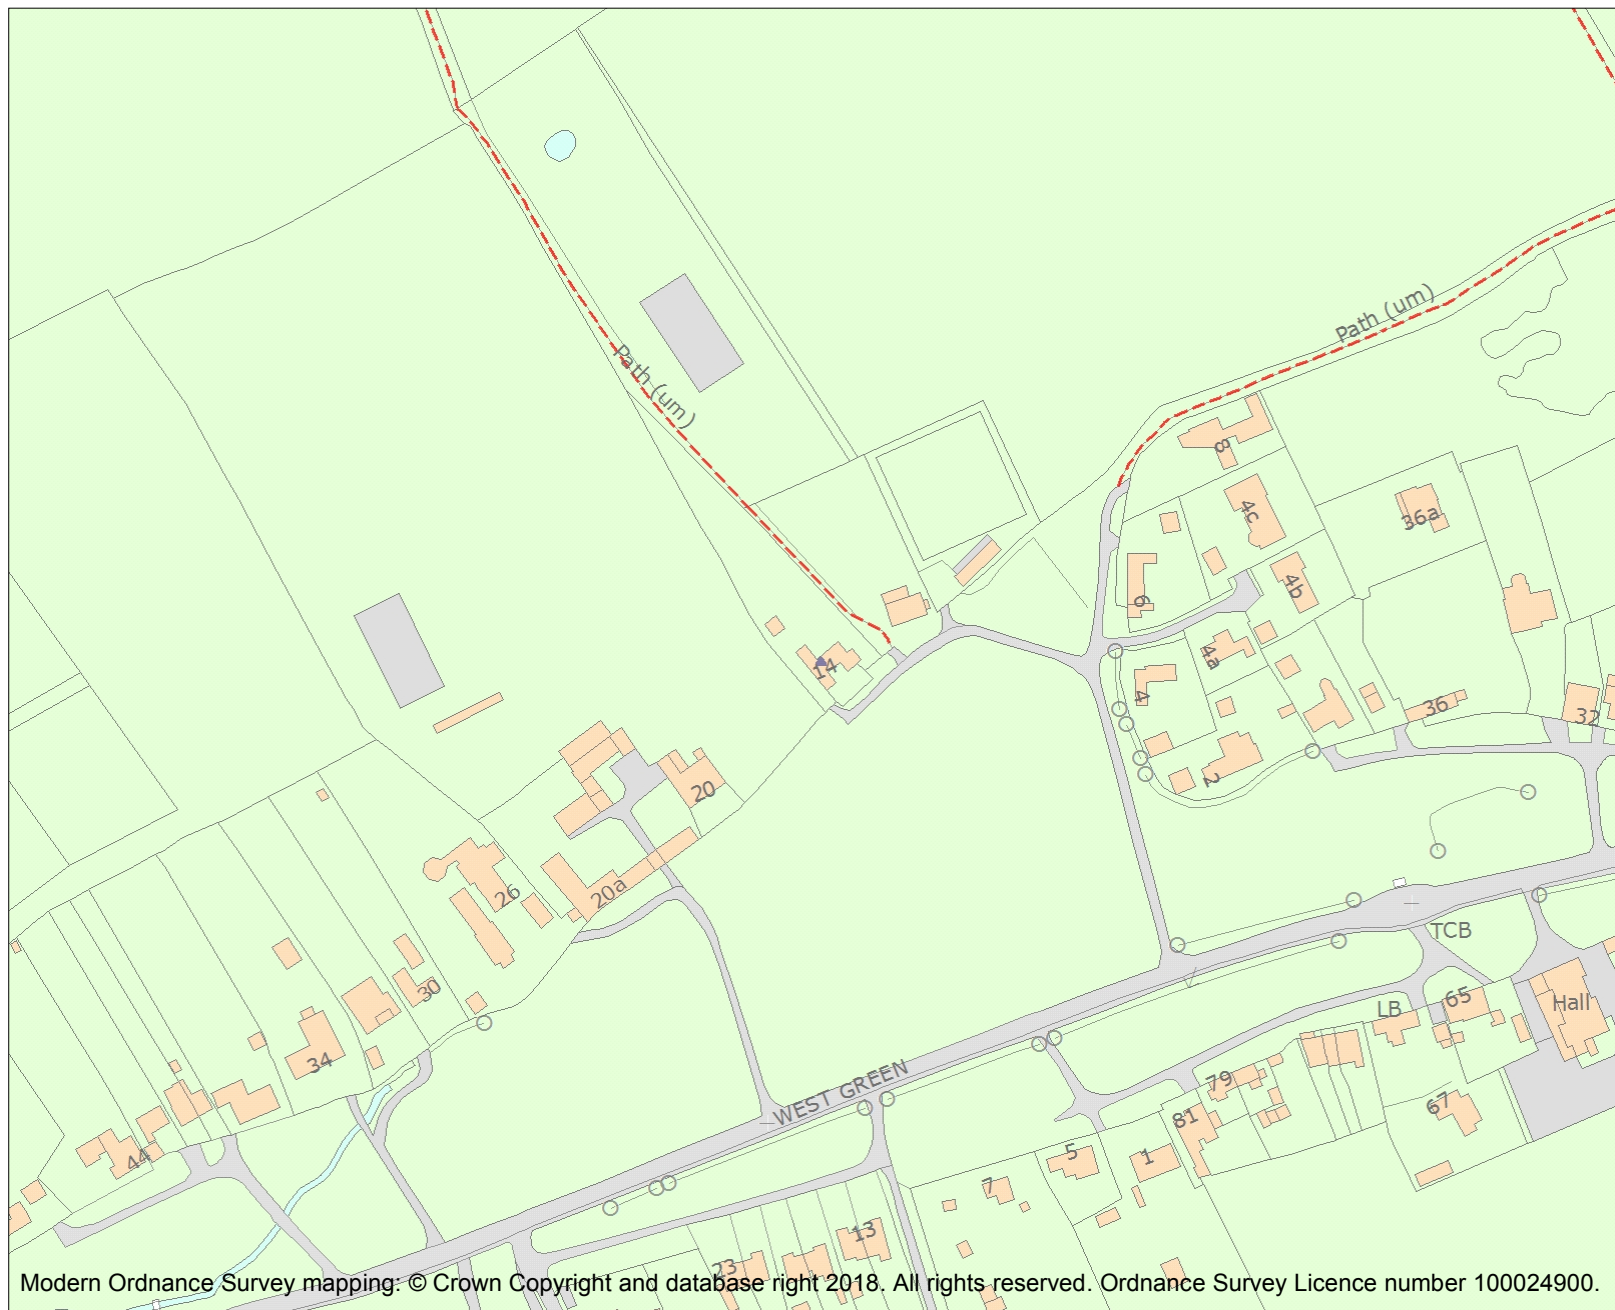 Path (um)
Path (um)
8
4c
36a
4b
6
4a
14
4
36
32
2
20
26
20a
30
TCB
65
LB
Hall
34
WEST GREEN
79
67
81
44
5
1
7
13
23
Modern Ordnance Survey mapping: © Crown Copyright and database right 2018. All rights reserved. Ordnance Survey Licence number 100024900.